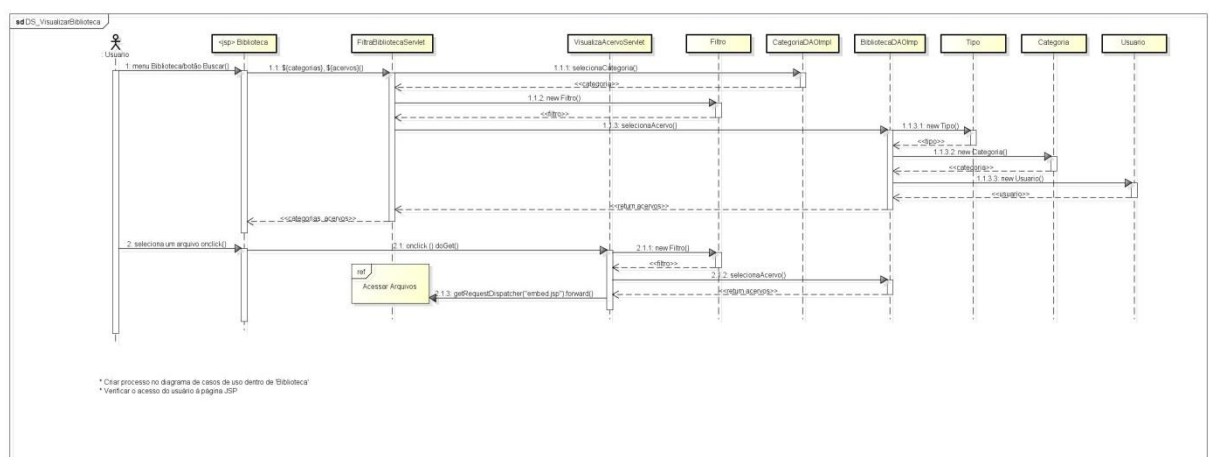 sd DS_VisualizarBiblioteca
: Usuario
<jsp> Biblioteca
FiltraBibliotecaServlet
VisualizaAcervoServlet
Filtro
CategoriaDAOImpl
BibliotecaDAOImp
Tipo
Categoria
Usuario
1: menu Biblioteca/botão Buscar()
1.1: ${categorias}, ${acervos}()
1.1.1: selecionaCategoria()
<<categoria>>
1.1.2: new Filtro()
<<filtro>>
1.1.3: selecionaAcervo()
1.1.3.1: new Tipo()
<<tipo>>
1.1.3.2: new Categoria()
<<categoria>>
1.1.3.3: new Usuario()
<<usuario>>
<<return acervos>>
<<categorias, acervos>>
2: seleciona um arquivo onclick()
2.1: onclick () doGet()
2.1.1: new Filtro()
<<filtro>>
ref
Acessar Arquivos
2.1.2: selecionaAcervo()
<<return acervos>>
2.1.3: getRequestDispatcher("embed.jsp").forward()
* Criar processo no diagrama de casos de uso dentro de 'Biblioteca'
* Verificar o acesso do usuário à página JSP